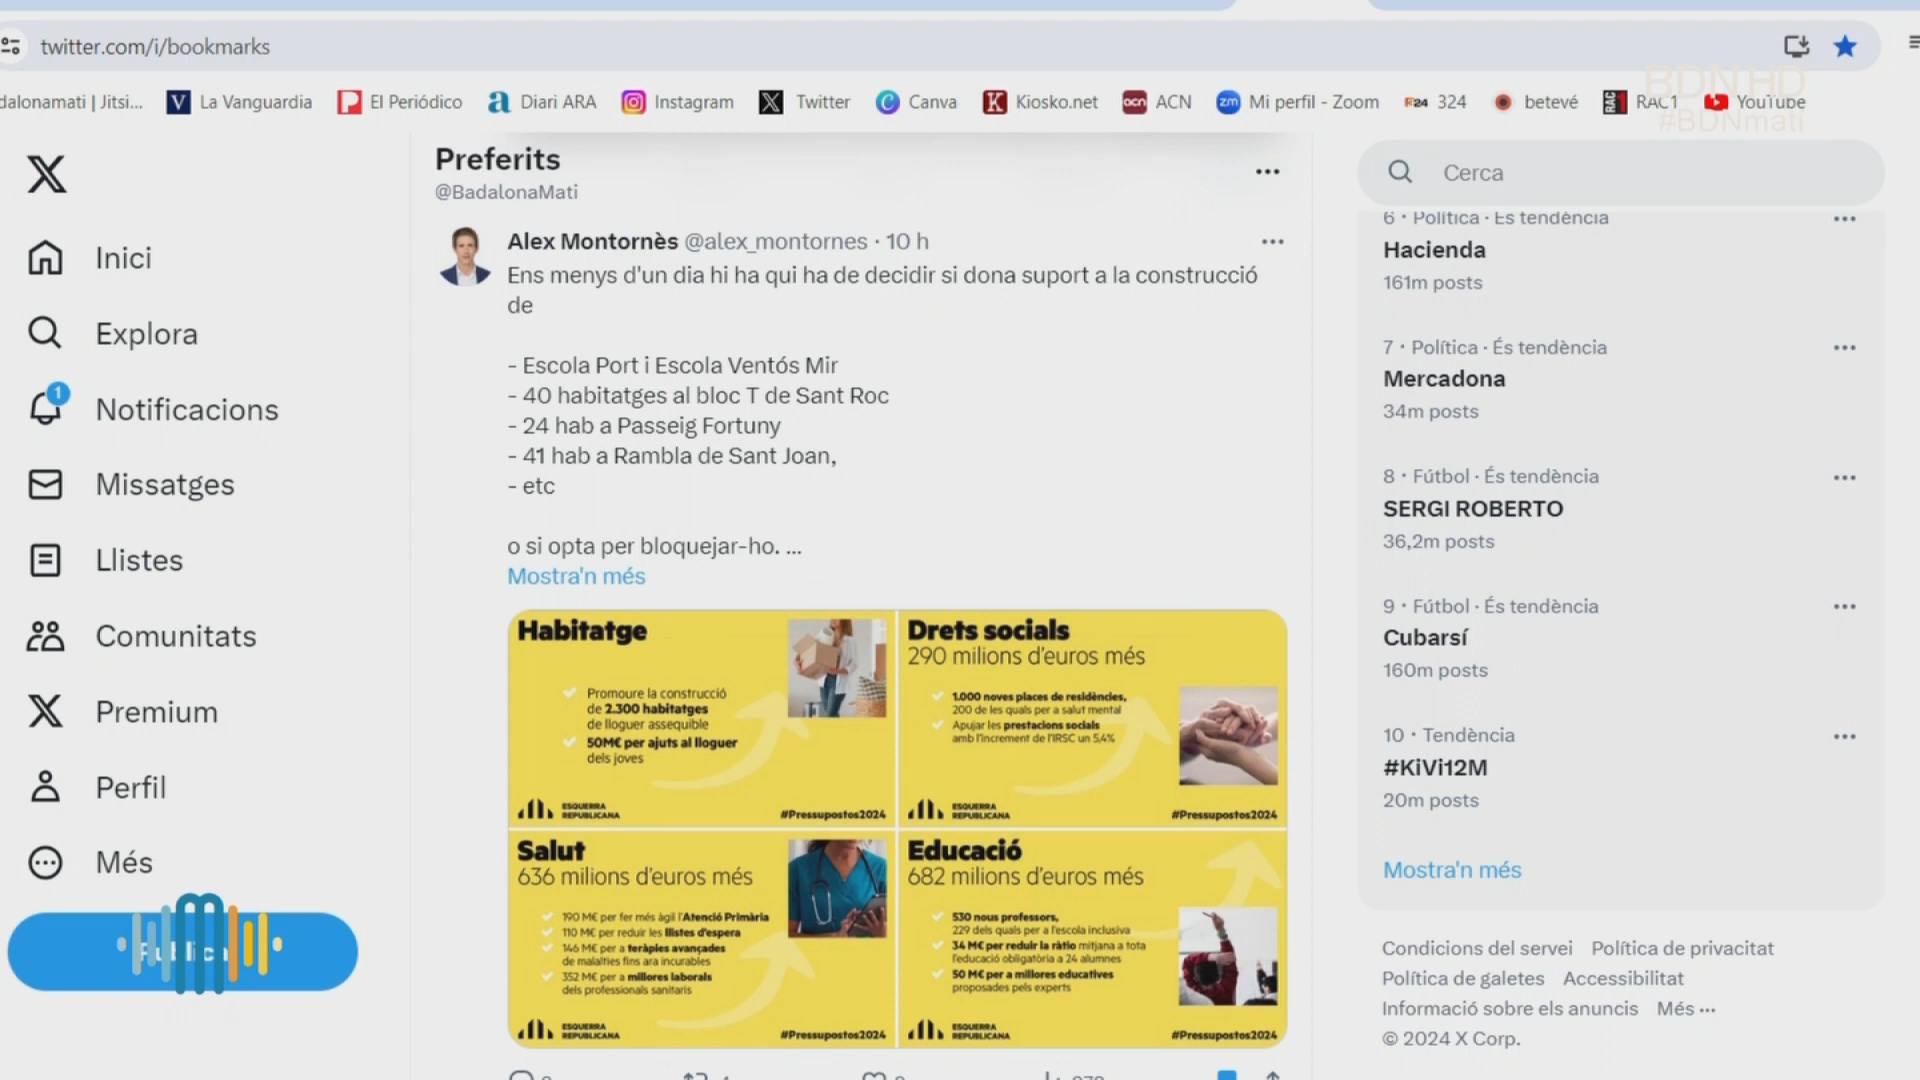 twitter.com/i/bookmarks
BDN HD
dalonamati | Jitsi...
La Vanguardia
El Periódico
Diari ARA
Instagram
Twitter
Canva
Kiosko.net
ACN
Mi perfil - Zoom
324
betevé
RAC1
YouTube
#BDNmatí
Preferits
@BadalonaMati
Inici
Explora
1
Notificacions
Missatges
Llistes
Comunitats
Premium
Perfil
Més
Alex Montornès @alex_montornes · 10 h
Ens menys d'un dia hi ha qui ha de decidir si dona suport a la construcció
de
- Escola Port i Escola Ventós Mir
- 40 habitatges al bloc T de Sant Roc
- 24 hab a Passeig Fortuny
- 41 hab a Rambla de Sant Joan,
- etc
o si opta per bloquejar-ho. ...
Mostra'n més
Habitatge
Promoure la construcció
de 2.300 habitatges
de lloguer assequible
50M€ per ajuts al lloguer
dels joves
ESQUERRA
REPUBLICANA
#Pressupostos2024
Drets socials
290 milions d'euros més
1.000 noves places de residències,
200 de les quals per a salut mental
Apujar les prestacions socials
amb l'increment de l'IRSC un 5,4%
ESQUERRA
REPUBLICANA
#Pressupostos2024
Salut
636 milions d'euros més
190 M€ per fer més àgil l'Atenció Primària
110 M€ per reduir les llistes d'espera
146 M€ per a teràpies avançades
de malalties fins ara incurables
352 M€ per a millores laborals
dels professionals sanitaris
ESQUERRA
REPUBLICANA
#Pressupostos2024
Educació
682 milions d'euros més
530 nous professors,
229 dels quals per a l'escola inclusiva
34 M€ per reduir la ràtio mitjana a tota
l'educació obligatòria a 24 alumnes
50 M€ per a millores educatives
proposades pels experts
ESQUERRA
REPUBLICANA
#Pressupostos2024
Cerca
6 · Política · És tendència
Hacienda
161m posts
7 · Política · És tendència
Mercadona
34m posts
8 · Fútbol · És tendència
SERGI ROBERTO
36,2m posts
9 · Fútbol · És tendència
Cubarsí
160m posts
10 · Tendència
#KiVi12M
20m posts
Mostra'n més
Condicions del servei Política de privacitat
Política de galetes Accessibilitat
Informació sobre els anuncis Més ···
© 2024 X Corp.